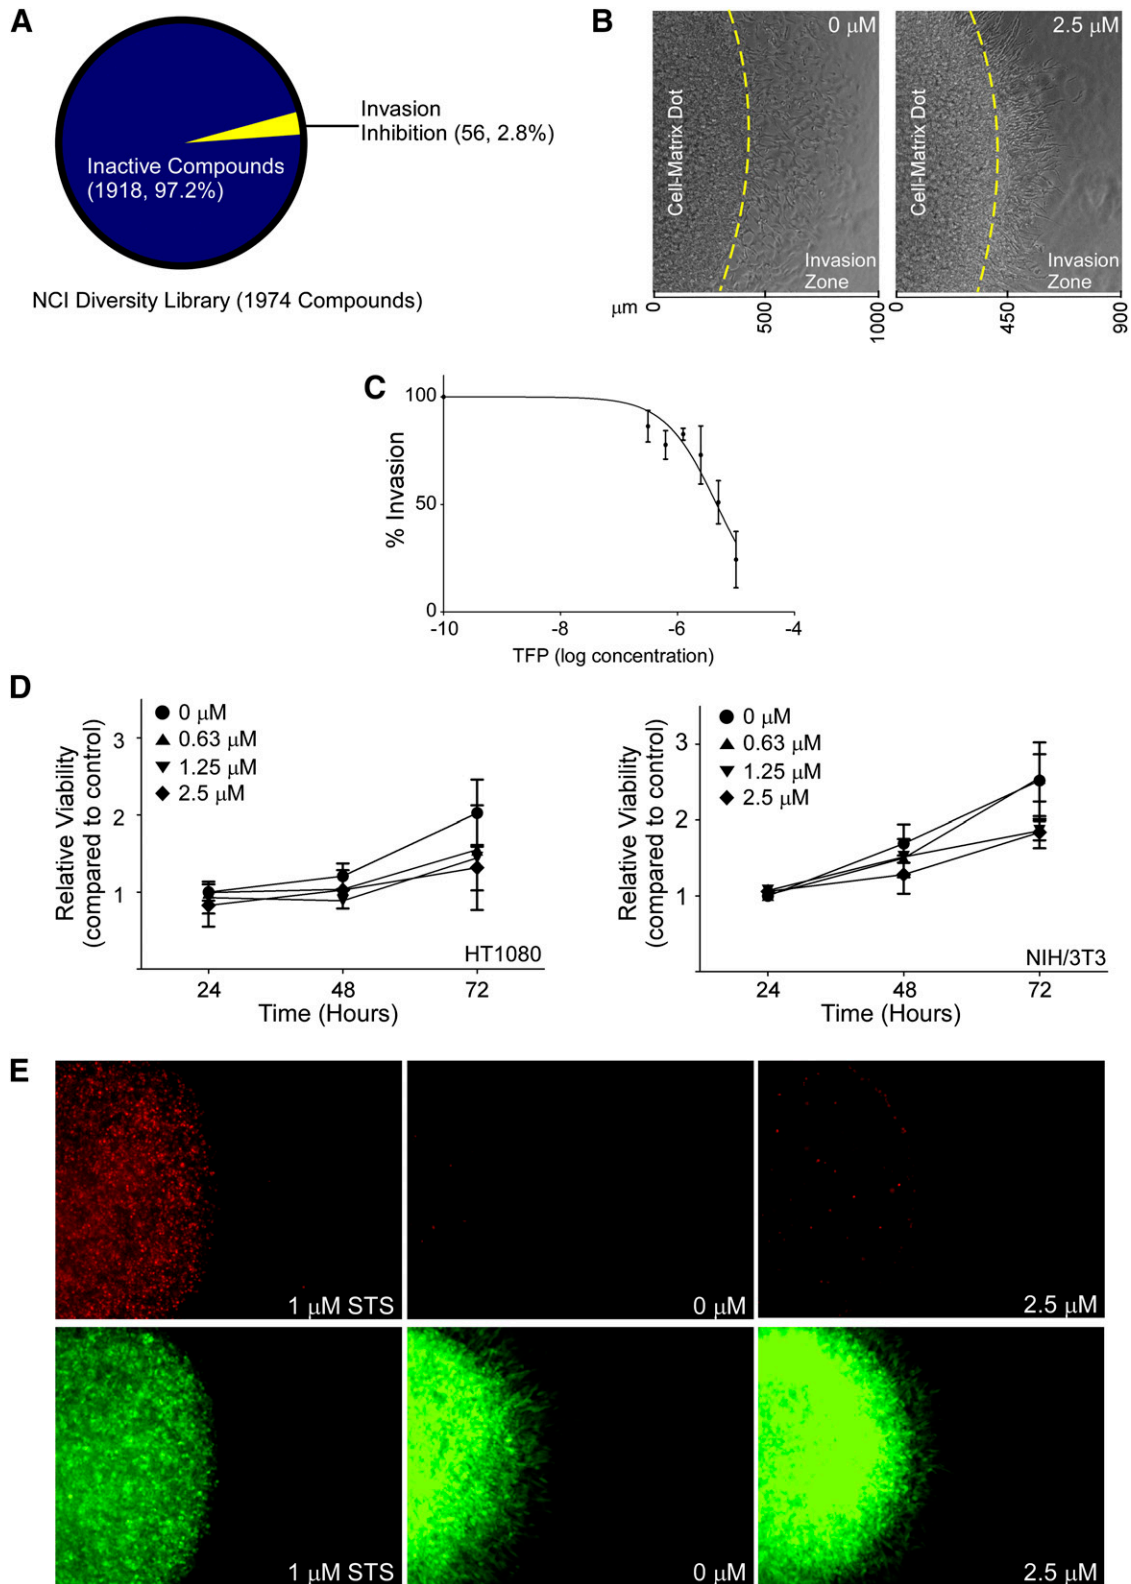 A
Invasion
Inhibition (56, 2.8%)
Inactive Compounds
(1918, 97.2%)
NCI Diversity Library (1974 Compounds)
B
0 μM
Cell-Matrix Dot
Invasion
Zone
μm
0
500
1000
2.5 μM
Cell-Matrix Dot
Invasion
Zone
0
450
900
C
% Invasion
100
50
0
-10
-8
-6
-4
TFP (log concentration)
D
Relative Viability
(compared to control)
0 μM
0.63 μM
1.25 μM
2.5 μM
3
2
1
HT1080
24
48
72
Time (Hours)
Relative Viability
(compared to control)
0 μM
0.63 μM
1.25 μM
2.5 μM
3
2
1
NIH/3T3
24
48
72
Time (Hours)
E
1 μM STS
0 μM
2.5 μM
1 μM STS
0 μM
2.5 μM